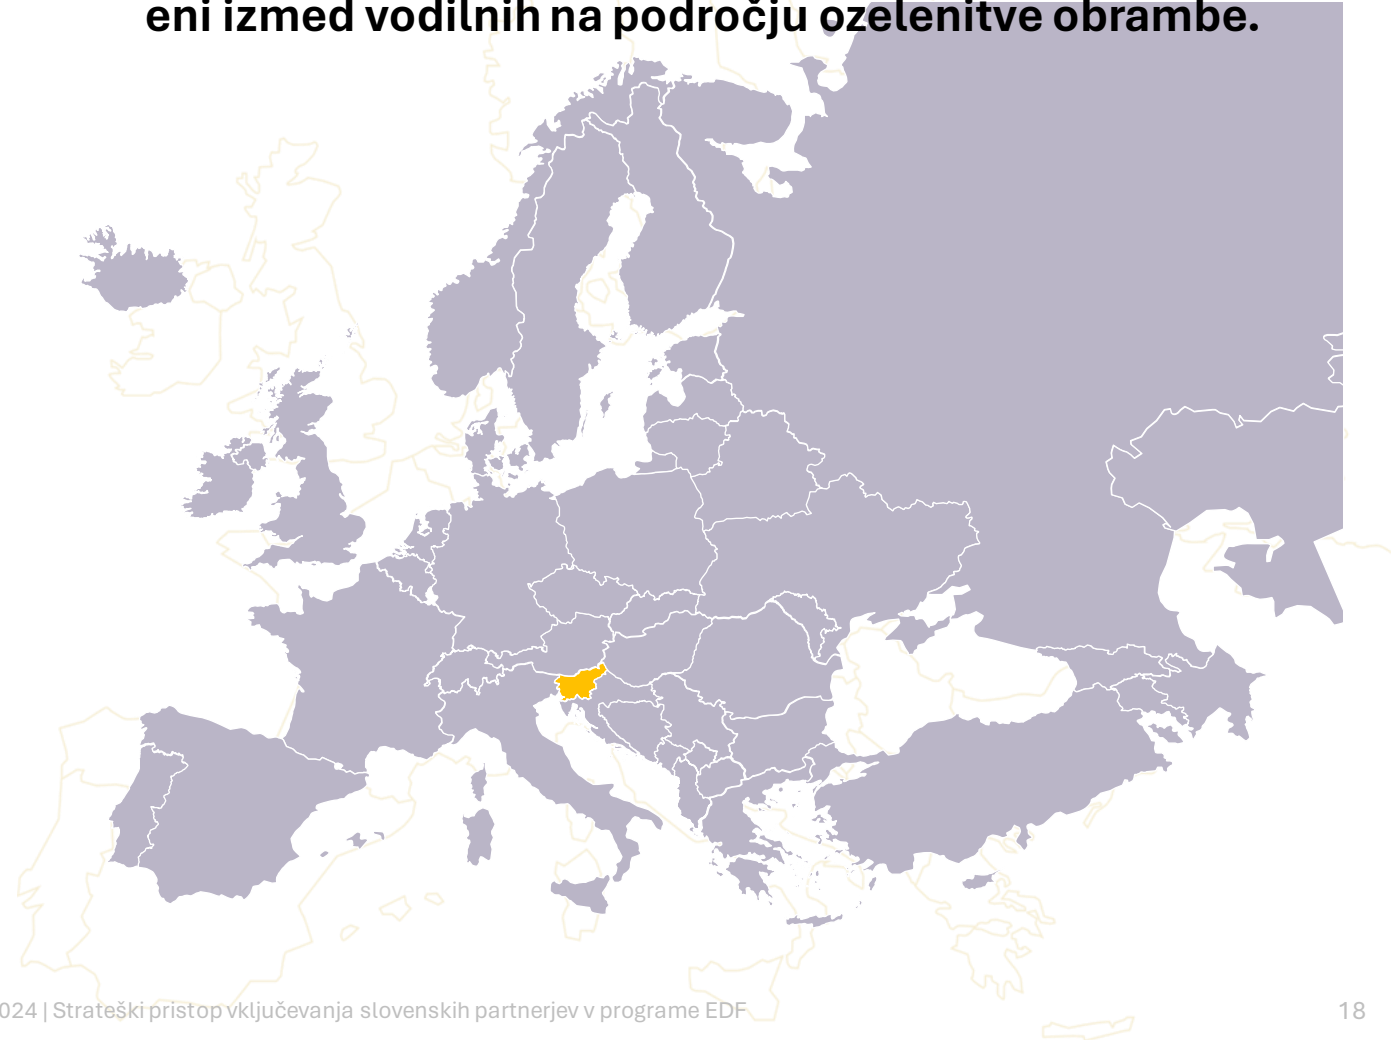 eni izmed vodilnih na področju ozelenitve obrambe.
024 | Strateški pristop vključevanja slovenskih partnerjev v programe EDF
18